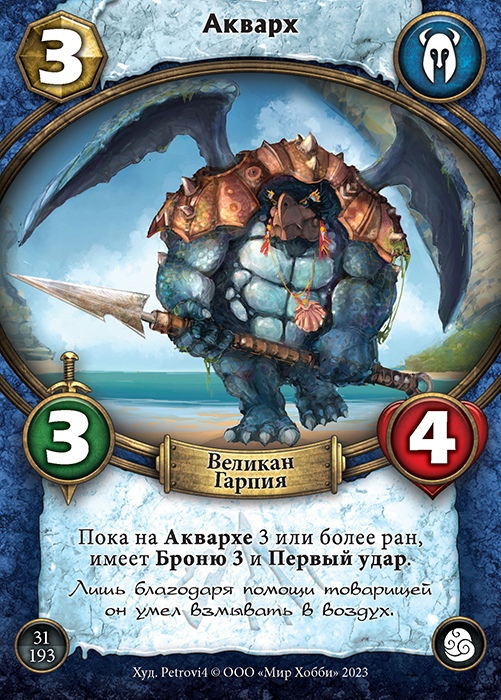 3
Акварх
3
Великан
Гарпия
4
Пока на Аквархе 3 или более ран,
имеет Броню 3 и Первый удар.
Лишь благодаря помощи товарищей
он умел взмывать в воздух.
31
193
Худ. Petrovi4 © ООО «Мир Хобби» 2023